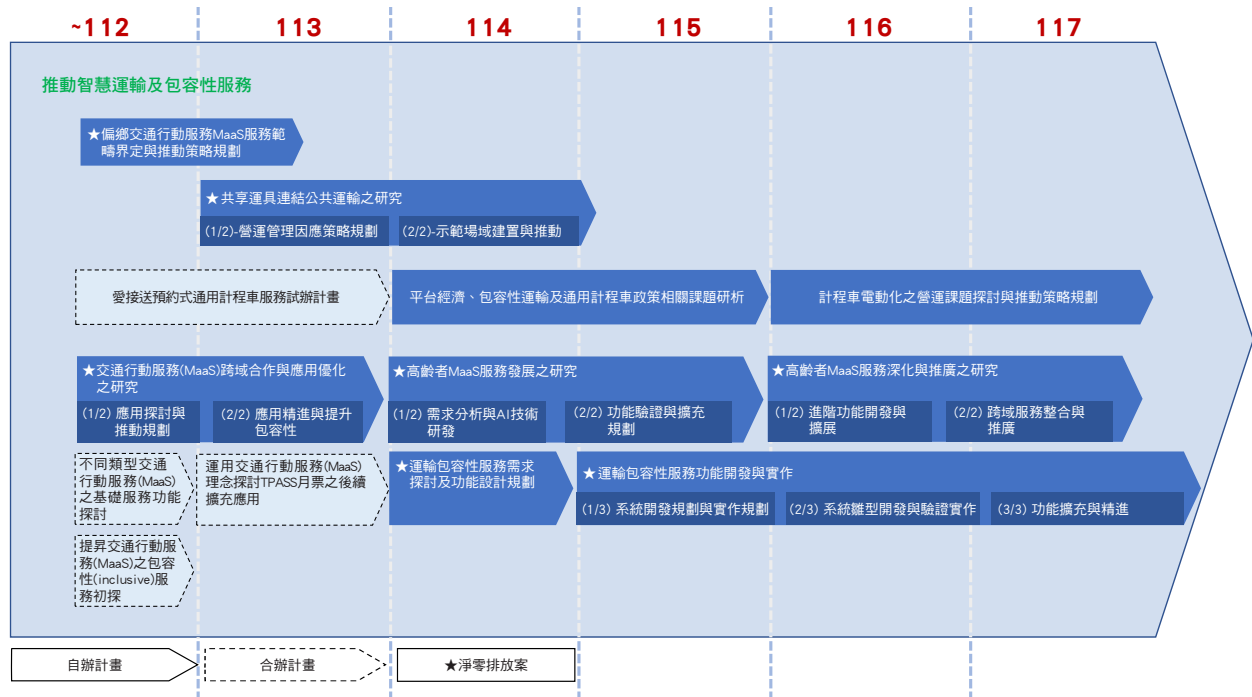 ~112
113
114
115
116
117
推動智慧運輸及包容性服務
★偏鄉交通行動服務MaaS服務範
疇界定與推動策略規劃
★共享運具連結公共運輸之研究
(1/2)-營運管理因應策略規劃
(2/2)-示範場域建置與推動
愛接送預約式通用計程車服務試辦計畫
平台經濟、包容性運輸及通用計程車政策相關課題研析
計程車電動化之營運課題探討與推動策略規劃
★交通行動服務(MaaS)跨域合作與應用優化
之研究
(1/2) 應用探討與
推動規劃
(2/2) 應用精進與提升
包容性
★高齡者MaaS服務發展之研究
(1/2) 需求分析與AI技術
研發
(2/2) 功能驗證與擴充
規劃
★高齡者MaaS服務深化與推廣之研究
(1/2) 進階功能開發與
擴展
(2/2) 跨域服務整合與
推廣
不同類型交通
行動服務(MaaS)
之基礎服務功能
探討
運用交通行動服務(MaaS)
理念探討TPASS月票之後續
擴充應用
★運輸包容性服務需求
探討及功能設計規劃
★運輸包容性服務功能開發與實作
(1/3) 系統開發規劃與實作規劃
(2/3) 系統雛型開發與驗證實作
(3/3) 功能擴充與精進
提昇交通行動服
務(MaaS)之包容
性(inclusive)服
務初探
自辦計畫
合辦計畫
★淨零排放案